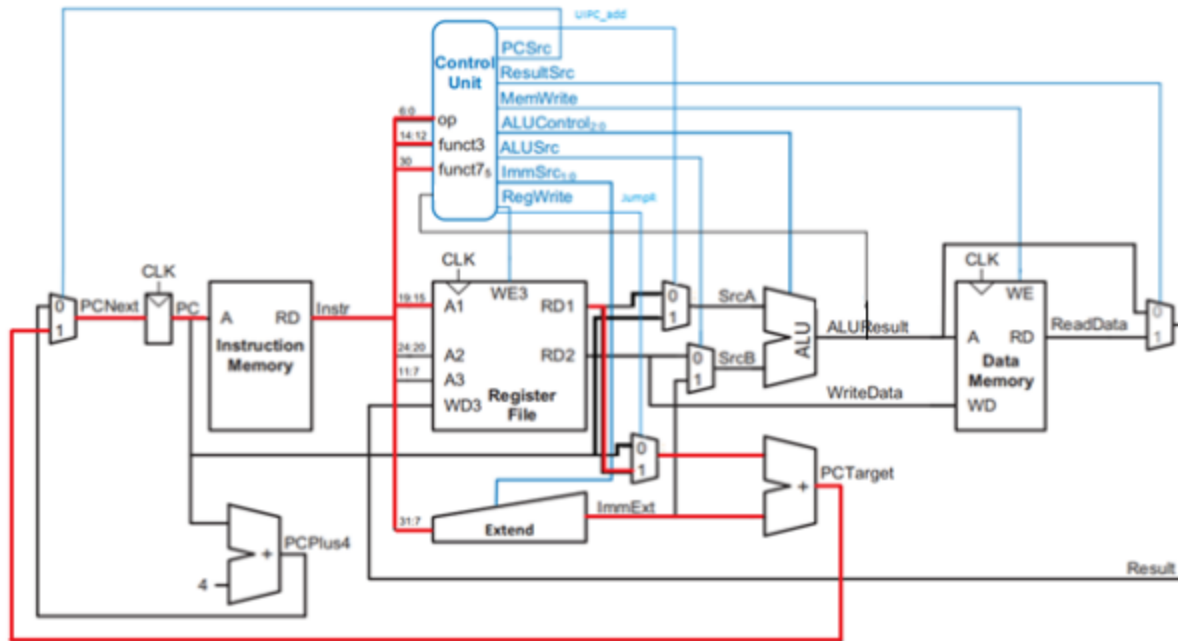 UIPC_add
PCSrc
Control
Unit
ResultSrc
MemWrite
6:0
op
ALUControl2:0
14:12
funct3
ALUSrc
30
funct75
ImmSrc1:0
RegWrite
JumpR
CLK
CLK
CLK
0
1
PCNext
PC
A
RD
Instruction
Memory
Instr
19:15
A1
WE3
RD1
24:20
A2
RD2
11:7
A3
WD3
Register
File
0
1
SrcA
0
1
SrcB
ALU
ALUResult
WriteData
WE
A
RD
Data
Memory
WD
ReadData
0
1
0
1
PCTarget
+
31:7
Extend
ImmExt
PCPlus4
+
4
Result